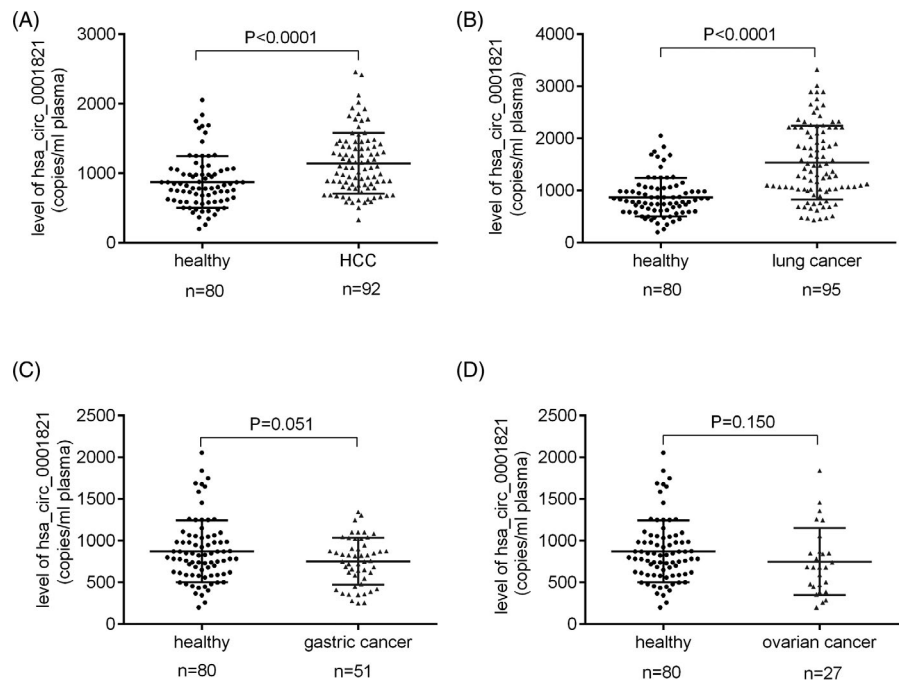 (A)
P<0.0001
level of hsa_circ_0001821
(copies/ml plasma)
3000
2000
1000
0
healthy
HCC
n=80
n=92
(B)
P<0.0001
level of hsa_circ_0001821
(copies/ml plasma)
4000
3000
2000
1000
0
healthy
lung cancer
n=80
n=95
(C)
P=0.051
level of hsa_circ_0001821
(copies/ml plasma)
2500
2000
1500
1000
500
0
healthy
gastric cancer
n=80
n=51
(D)
P=0.150
level of hsa_circ_0001821
(copies/ml plasma)
2500
2000
1500
1000
500
0
healthy
ovarian cancer
n=80
n=27